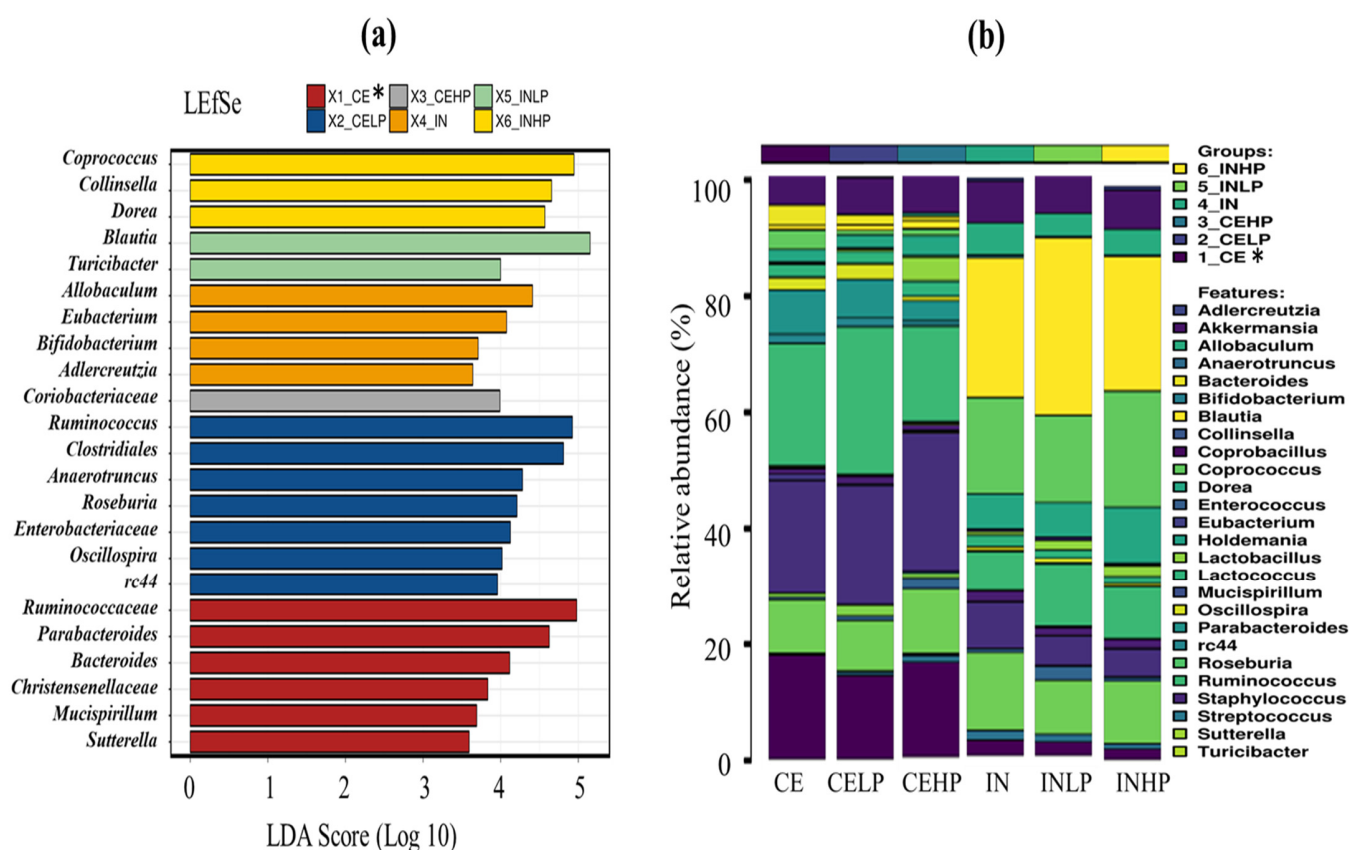 (a)
(b)
LEfSe
X1_CE * X3_CEHP X5_INLP
X2_CELP X4_IN X6_INHP
Coprococcus
Collinsella
Dorea
Blautia
Turicibacter
Allobaculum
Eubacterium
Bifidobacterium
Adlercreutzia
Coriobacteriaceae
Ruminococcus
Clostridiales
Anaerotruncus
Roseburia
Enterobacteriaceae
Oscillospira
rc44
Ruminococcaceae
Parabacteroides
Bacteroides
Christensenellaceae
Mucispirillum
Sutterella
0 1 2 3 4 5
LDA Score (Log 10)
Relative abundance (%)
100
80
60
40
20
0
CE CELP CEHP IN INLP INHP
Groups:
6_INHP
5_INLP
4_IN
3_CEHP
2_CELP
1_CE *
Features:
Adlercreutzia
Akkermansia
Allobaculum
Anaerotruncus
Bacteroides
Bifidobacterium
Blautia
Collinsella
Coprobacillus
Coprococcus
Dorea
Enterococcus
Eubacterium
Holdemania
Lactobacillus
Lactococcus
Mucispirillum
Oscillospira
Parabacteroides
rc44
Roseburia
Ruminococcus
Staphylococcus
Streptococcus
Sutterella
Turicibacter